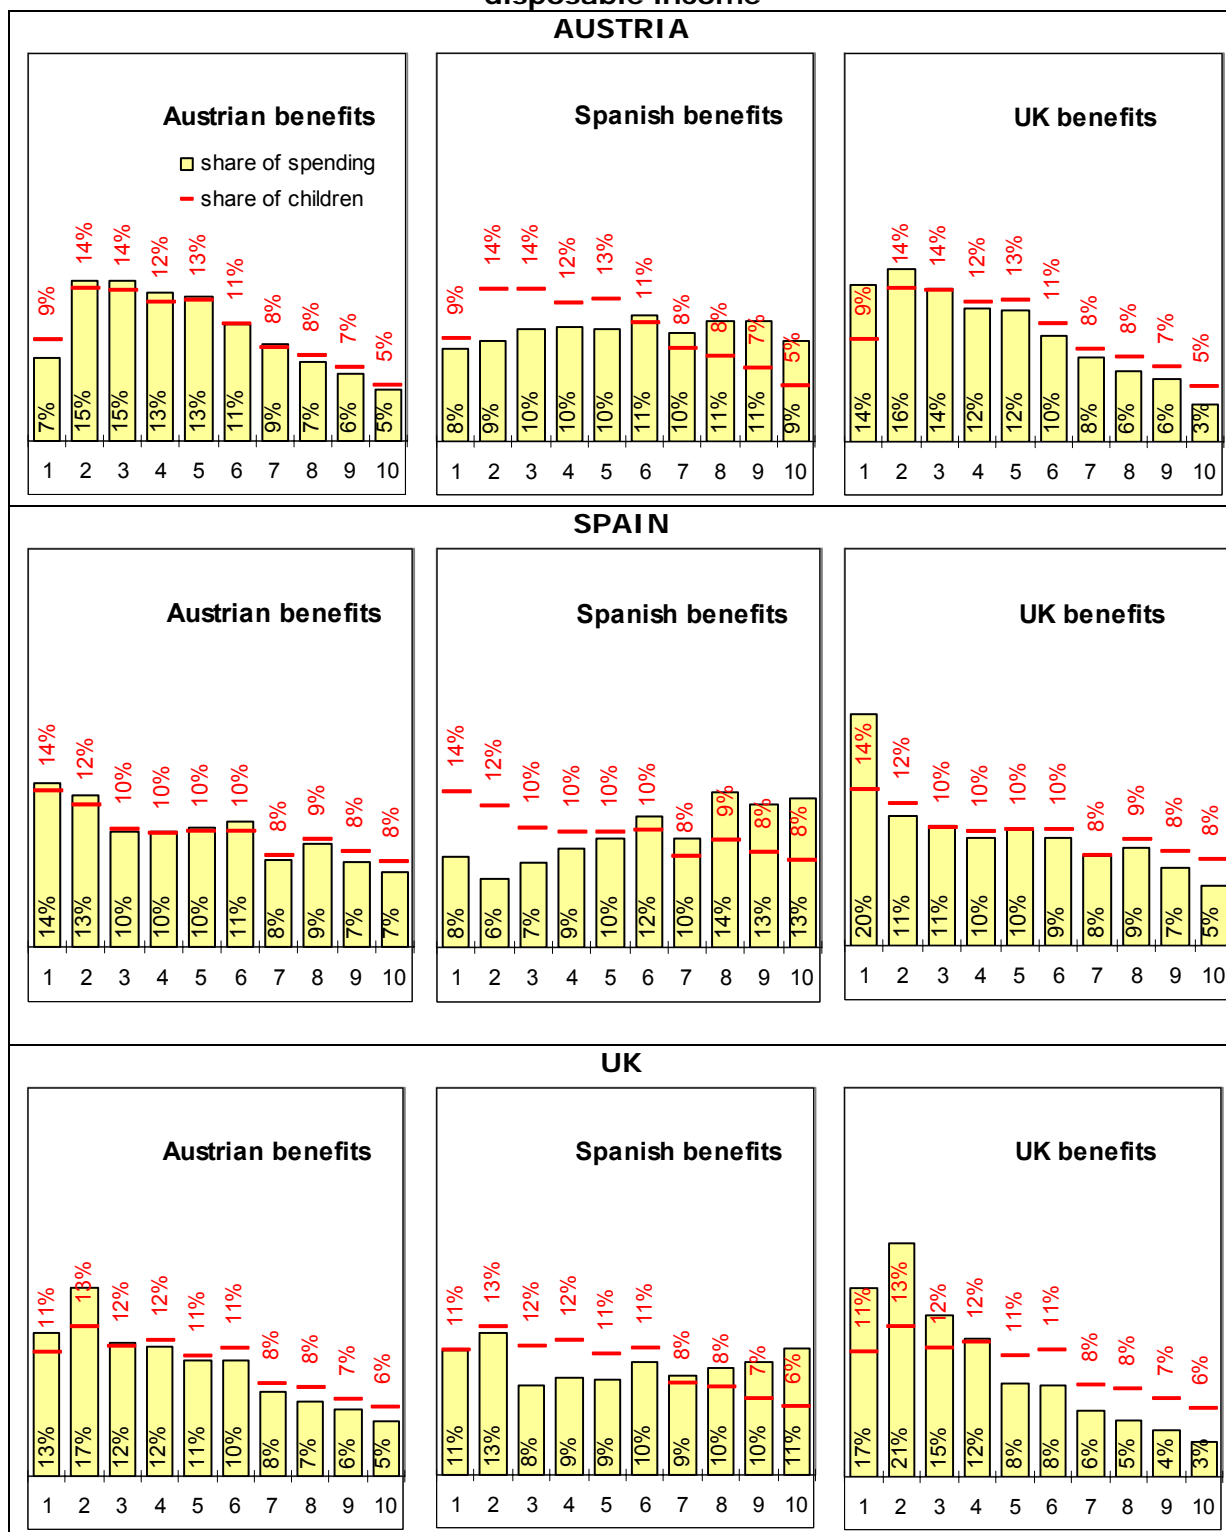 disposable income
AUSTRIA
Austrian benefits
share of spending
share of children
9% 14% 14% 12% 13% 11% 8% 8% 7% 5%
7% 15% 15% 13% 13% 11% 9% 7% 6% 5%
1 2 3 4 5 6 7 8 9 10
Spanish benefits
9% 14% 14% 12% 13% 11% 8% 8% 7% 5%
8% 9% 10% 10% 10% 11% 10% 11% 11% 9%
1 2 3 4 5 6 7 8 9 10
UK benefits
9% 14% 14% 12% 13% 11% 8% 8% 7% 5%
14% 16% 14% 12% 12% 10% 8% 6% 6% 3%
1 2 3 4 5 6 7 8 9 10
SPAIN
Austrian benefits
14% 12% 10% 10% 10% 10% 8% 9% 8% 8%
14% 13% 10% 10% 10% 11% 8% 9% 7% 7%
1 2 3 4 5 6 7 8 9 10
Spanish benefits
14% 12% 10% 10% 10% 10% 8% 9% 8% 8%
8% 6% 7% 9% 10% 12% 10% 14% 13% 13%
1 2 3 4 5 6 7 8 9 10
UK benefits
14% 12% 10% 10% 10% 10% 8% 9% 8% 8%
20% 11% 11% 10% 10% 9% 8% 9% 7% 5%
1 2 3 4 5 6 7 8 9 10
UK
Austrian benefits
11% 13% 12% 12% 11% 11% 8% 8% 7% 6%
13% 17% 12% 12% 11% 10% 8% 7% 6% 5%
1 2 3 4 5 6 7 8 9 10
Spanish benefits
11% 13% 12% 12% 11% 11% 8% 8% 7% 6%
11% 13% 8% 9% 9% 10% 9% 10% 10% 11%
1 2 3 4 5 6 7 8 9 10
UK benefits
11% 13% 12% 12% 11% 11% 8% 8% 7% 6%
17% 21% 15% 12% 8% 8% 6% 5% 4% 3%
1 2 3 4 5 6 7 8 9 10